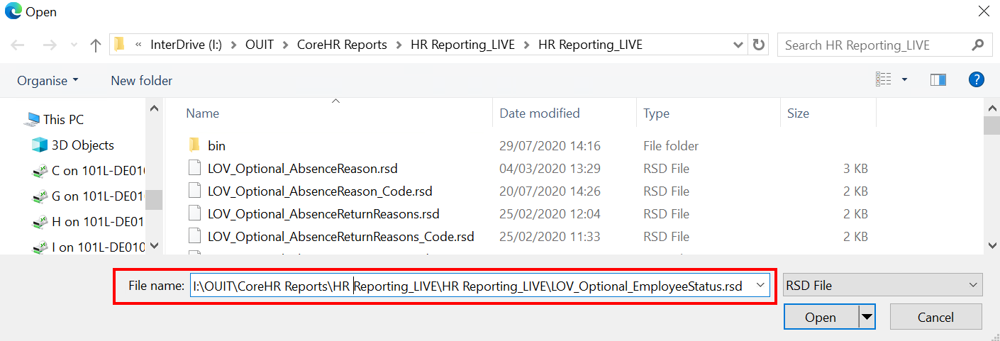 Open
« InterDrive (I:) > OUIT > CoreHR Reports > HR Reporting_LIVE > HR Reporting_LIVE
Search HR Reporting_LIVE
Organise New folder ?
Name Date modified Type Size
This PC
3D Objects
C on 101L-DE010
G on 101L-DE01
H on 101L-DE01
I on 101L-DE010
bin 29/07/2020 14:16 File folder
LOV_Optional_AbsenceReason.rsd 04/03/2020 13:29 RSD File 3 KB
LOV_Optional_AbsenceReason_Code.rsd 20/07/2020 14:26 RSD File 2 KB
LOV_Optional_AbsenceReturnReasons.rsd 25/02/2020 12:04 RSD File 2 KB
LOV_Optional_AbsenceReturnReasons_Code.rsd 25/02/2020 11:33 RSD File 2 KB
File name: I:\OUIT\CoreHR Reports\HR Reporting_LIVE\HR Reporting_LIVE\LOV_Optional_EmployeeStatus.rsd
RSD File
Open Cancel